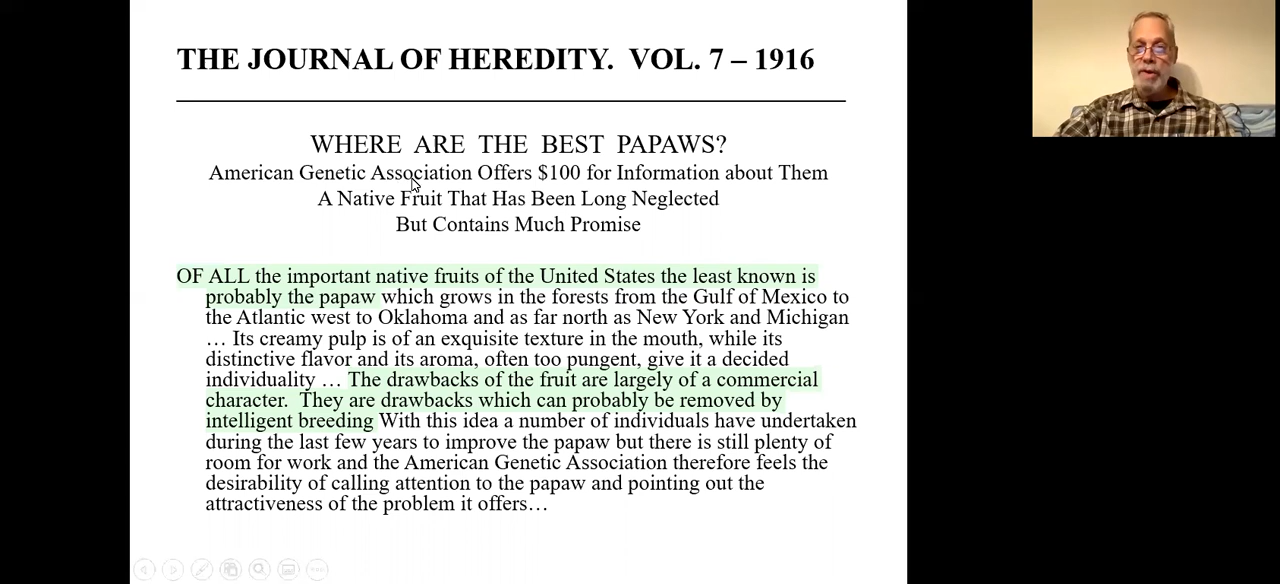 THE JOURNAL OF HEREDITY.  VOL. 7 – 1916
WHERE ARE THE BEST PAPAWS?
American Genetic Association Offers $100 for Information about Them
A Native Fruit That Has Been Long Neglected
But Contains Much Promise
OF ALL the important native fruits of the United States the least known is
probably the papaw which grows in the forests from the Gulf of Mexico to
the Atlantic west to Oklahoma and as far north as New York and Michigan
… Its creamy pulp is of an exquisite texture in the mouth, while its
distinctive flavor and its aroma, often too pungent, give it a decided
individuality … The drawbacks of the fruit are largely of a commercial
character.  They are drawbacks which can probably be removed by
intelligent breeding With this idea a number of individuals have undertaken
during the last few years to improve the papaw but there is still plenty of
room for work and the American Genetic Association therefore feels the
desirability of calling attention to the papaw and pointing out the
attractiveness of the problem it offers…